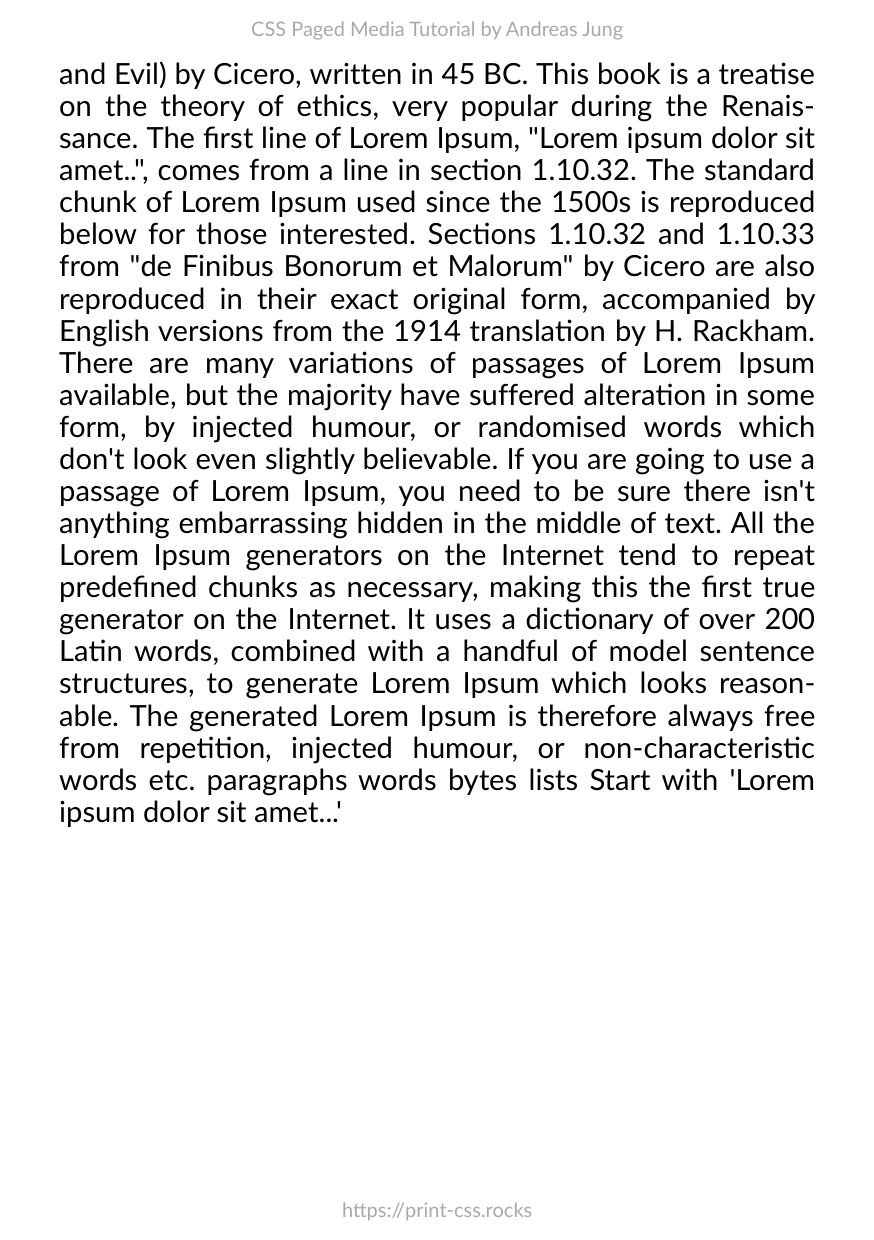 CSS Paged Media Tutorial by Andreas Jung
and Evil) by Cicero, written in 45 BC. This book is a treatise
on the theory of ethics, very popular during the Renais-
sance. The first line of Lorem Ipsum, "Lorem ipsum dolor sit
amet..", comes from a line in section 1.10.32. The standard
chunk of Lorem Ipsum used since the 1500s is reproduced
below for those interested. Sections 1.10.32 and 1.10.33
from "de Finibus Bonorum et Malorum" by Cicero are also
reproduced in their exact original form, accompanied by
English versions from the 1914 translation by H. Rackham.
There are many variations of passages of Lorem Ipsum
available, but the majority have suffered alteration in some
form, by injected humour, or randomised words which
don't look even slightly believable. If you are going to use a
passage of Lorem Ipsum, you need to be sure there isn't
anything embarrassing hidden in the middle of text. All the
Lorem Ipsum generators on the Internet tend to repeat
predefined chunks as necessary, making this the first true
generator on the Internet. It uses a dictionary of over 200
Latin words, combined with a handful of model sentence
structures, to generate Lorem Ipsum which looks reason-
able. The generated Lorem Ipsum is therefore always free
from repetition, injected humour, or non-characteristic
words etc. paragraphs words bytes lists Start with 'Lorem
ipsum dolor sit amet...'
https://print-css.rocks